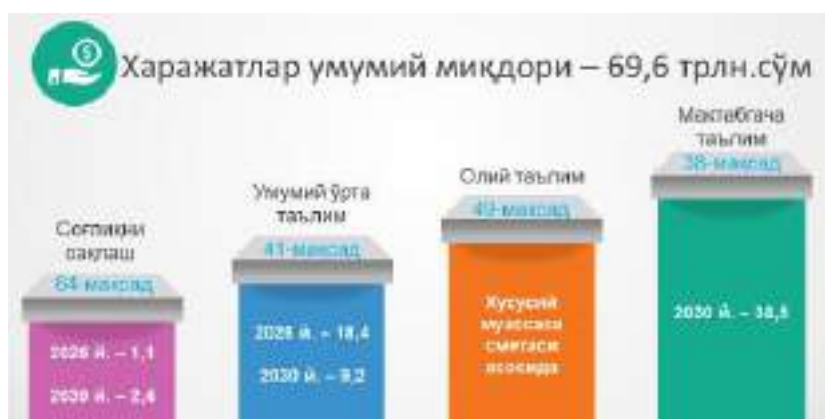 Харажатлар умумий миқдори – 69,6 трлн.сўм
Мактабгача
таълим
38-мақсад
Олий таълим
49-мақсад
Умумий ўрта
таълим
41-мақсад
Соғлиқни
сақлаш
64-мақсад
2026 й. – 1,1
2030 й. – 2,4
2026 й. – 18,4
2030 й. – 9,2
Хусусий
муассаса
сметаси
асосида
2030 й. – 38,5